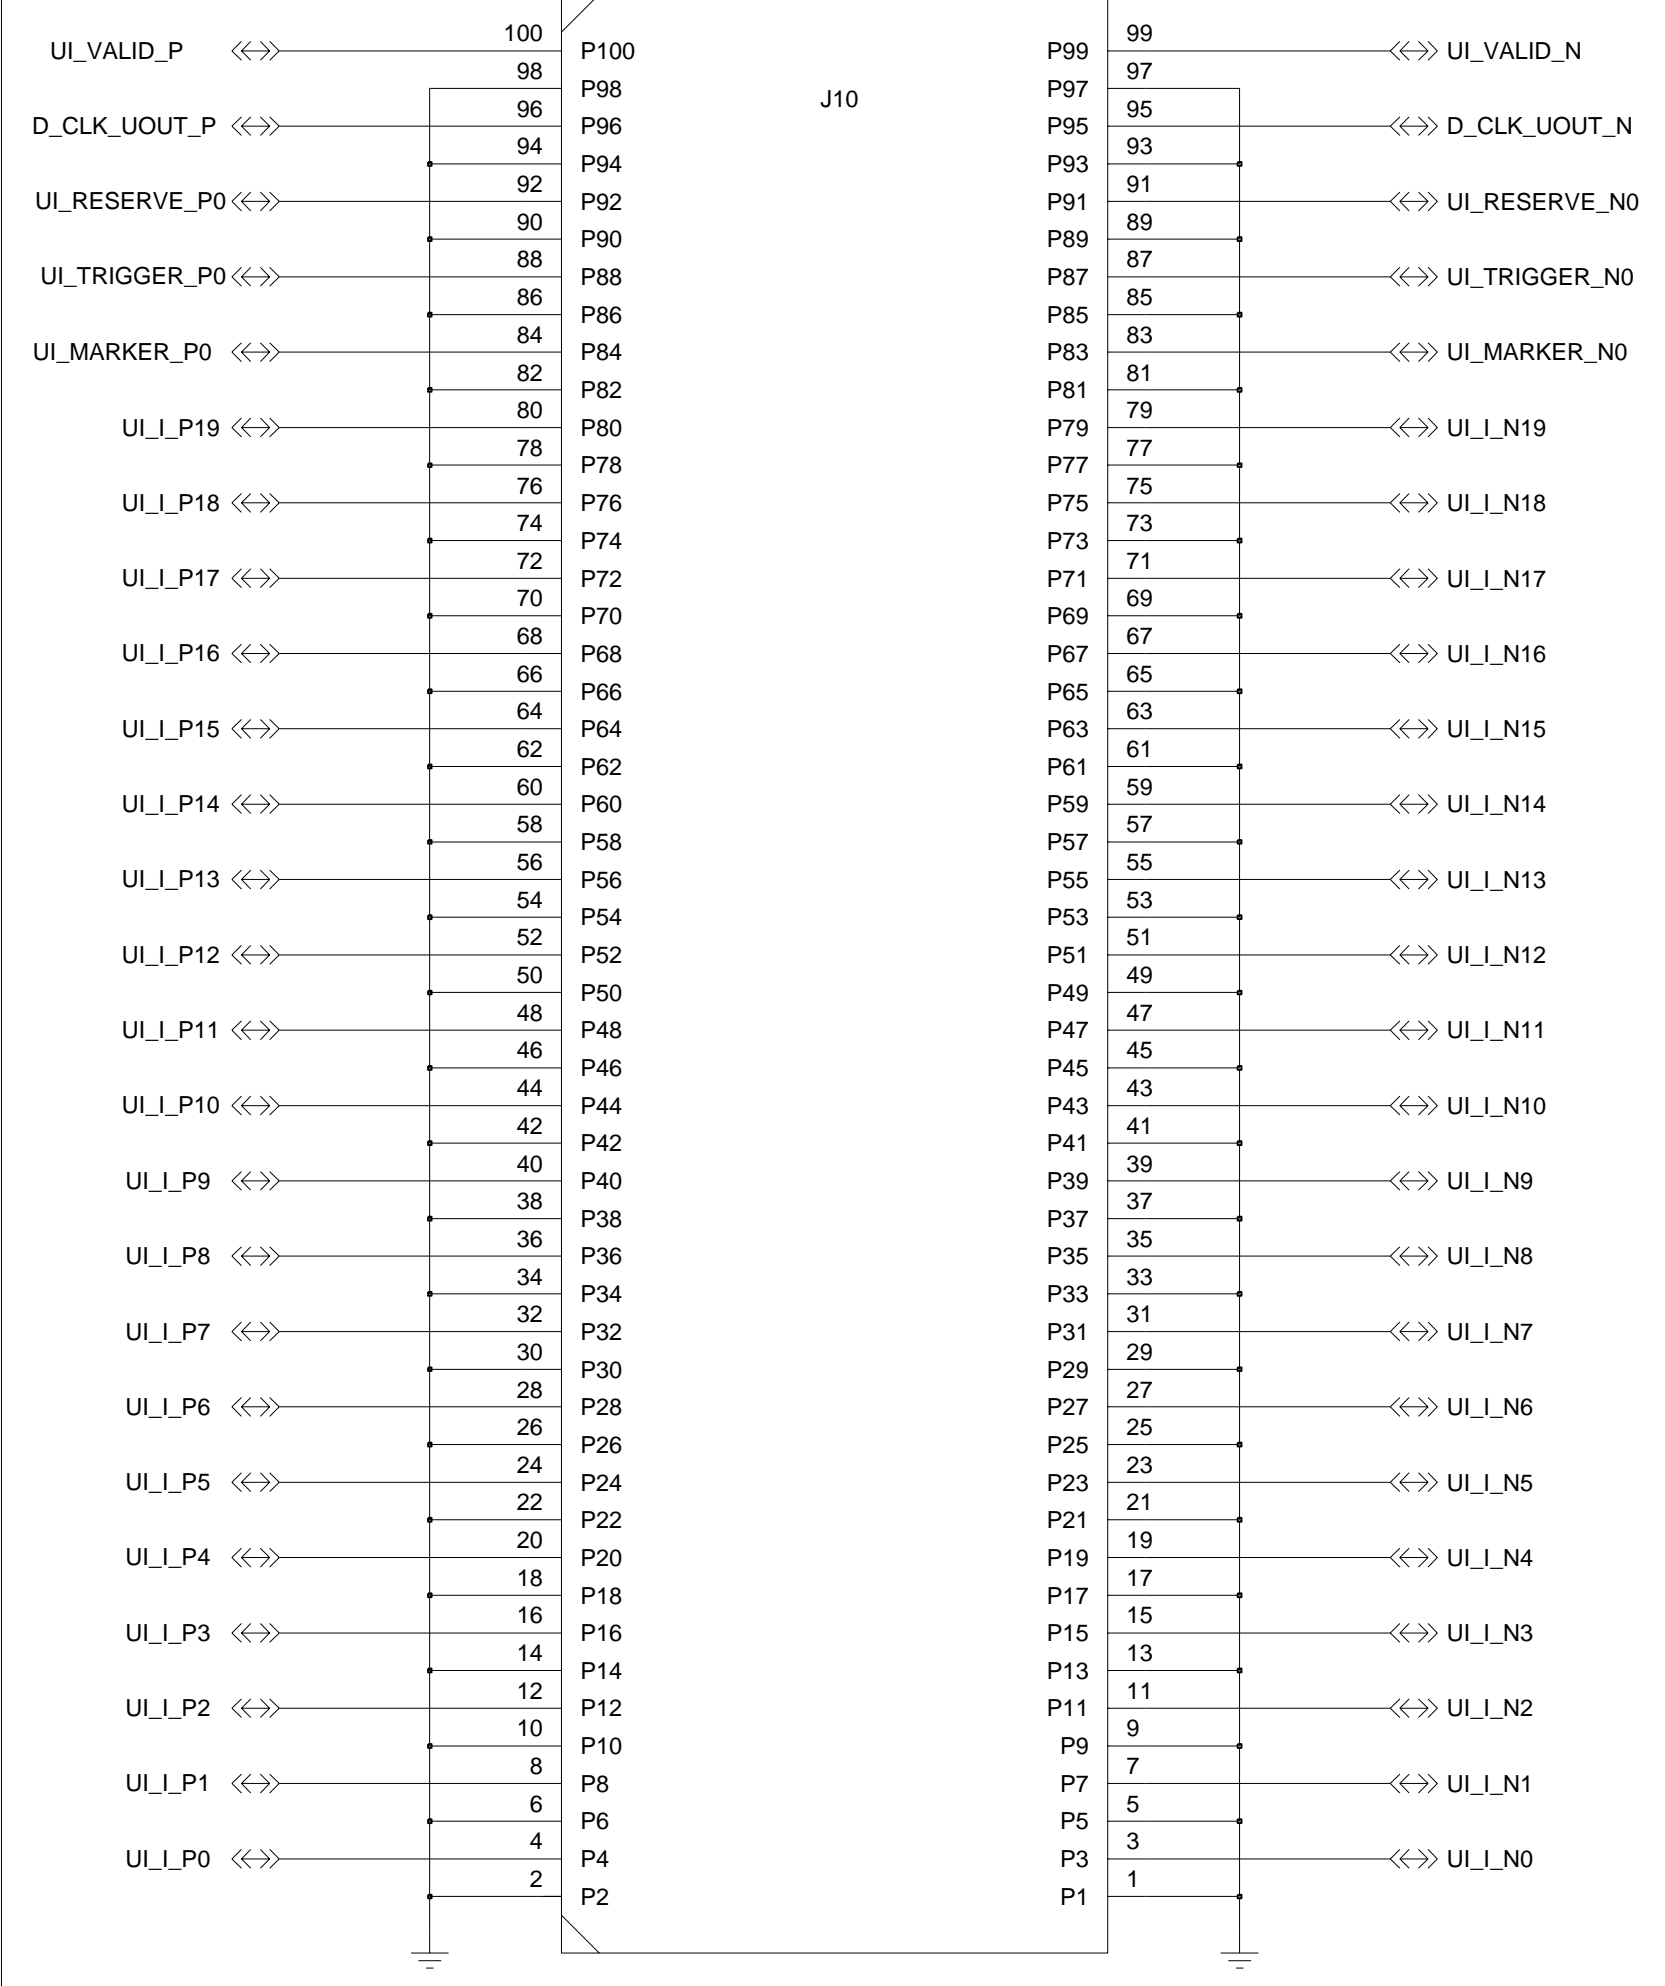 100 99
UI_VALID_P P100 P99 UI_VALID_N
98 97
P98 J10 P97
96 95
D_CLK_UOUT_P P96 P95 D_CLK_UOUT_N
94 93
P94 P93
92 91
UI_RESERVE_P0 P92 P91 UI_RESERVE_N0
90 89
P90 P89
88 87
UI_TRIGGER_P0 P88 P87 UI_TRIGGER_N0
86 85
P86 P85
84 83
UI_MARKER_P0 P84 P83 UI_MARKER_N0
82 81
P82 P81
80 79
UI_I_P19 P80 P79 UI_I_N19
78 77
P78 P77
76 75
UI_I_P18 P76 P75 UI_I_N18
74 73
P74 P73
72 71
UI_I_P17 P72 P71 UI_I_N17
70 69
P70 P69
68 67
UI_I_P16 P68 P67 UI_I_N16
66 65
P66 P65
64 63
UI_I_P15 P64 P63 UI_I_N15
62 61
P62 P61
60 59
UI_I_P14 P60 P59 UI_I_N14
58 57
P58 P57
56 55
UI_I_P13 P56 P55 UI_I_N13
54 53
P54 P53
52 51
UI_I_P12 P52 P51 UI_I_N12
50 49
P50 P49
48 47
UI_I_P11 P48 P47 UI_I_N11
46 45
P46 P45
44 43
UI_I_P10 P44 P43 UI_I_N10
42 41
P42 P41
40 39
UI_I_P9 P40 P39 UI_I_N9
38 37
P38 P37
36 35
UI_I_P8 P36 P35 UI_I_N8
34 33
P34 P33
32 31
UI_I_P7 P32 P31 UI_I_N7
30 29
P30 P29
28 27
UI_I_P6 P28 P27 UI_I_N6
26 25
P26 P25
24 23
UI_I_P5 P24 P23 UI_I_N5
22 21
P22 P21
20 19
UI_I_P4 P20 P19 UI_I_N4
18 17
P18 P17
16 15
UI_I_P3 P16 P15 UI_I_N3
14 13
P14 P13
12 11
UI_I_P2 P12 P11 UI_I_N2
10 9
P10 P9
8 7
UI_I_P1 P8 P7 UI_I_N1
6 5
P6 P5
4 3
UI_I_P0 P4 P3 UI_I_N0
2 1
P2 P1